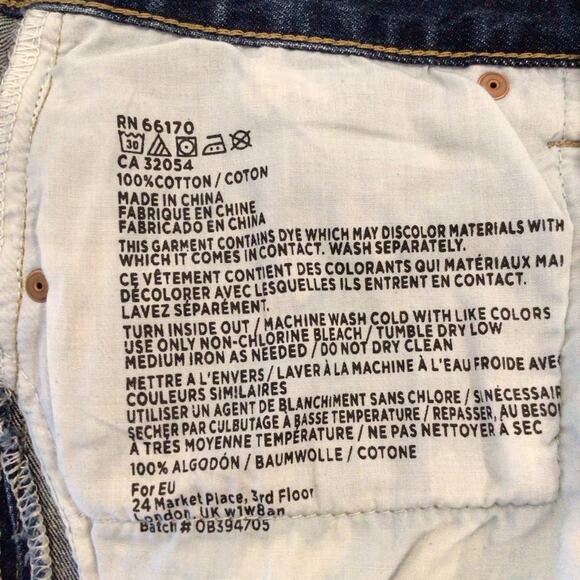 RN 66170
30
CA 32054
100%COTTON / COTON
MADE IN CHINA
FABRIQUE EN CHINE
FABRICADO EN CHINA
THIS GARMENT CONTAINS DYE WHICH MAY DISCOLOR MATERIALS WITH
WHICH IT COMES IN CONTACT. WASH SEPARATELY.
CE VÊTEMENT CONTIENT DES COLORANTS QUI MATÉRIAUX MAI
DÉCOLORER AVEC LESQUELLES ILS ENTRENT EN CONTACT.
LAVEZ SÉPARÉMENT.
TURN INSIDE OUT / MACHINE WASH COLD WITH LIKE COLORS
USE ONLY NON-CHLORINE BLEACH / TUMBLE DRY LOW
MEDIUM IRON AS NEEDED / DO NOT DRY CLEAN
METTRE A L'ENVERS / LAVER À LA MACHINE À L'EAU FROIDE AVEC
COULEURS SIMILAIRES
UTILISER UN AGENT DE BLANCHIMENT SANS CHLORE / SI NÉCESSAIR
SECHER PAR CULBUTAGE À BASSE TEMPÉRATURE / REPASSER, AU BESOI
À TRÈS MOYENNE TEMPÉRATURE / NE PAS NETTOYER A SEC
100% ALGODÓN / BAUMWOLLE / COTONE
For EU
24 Market Place, 3rd Floor
London. UK w1w8an
Batch # OB394705